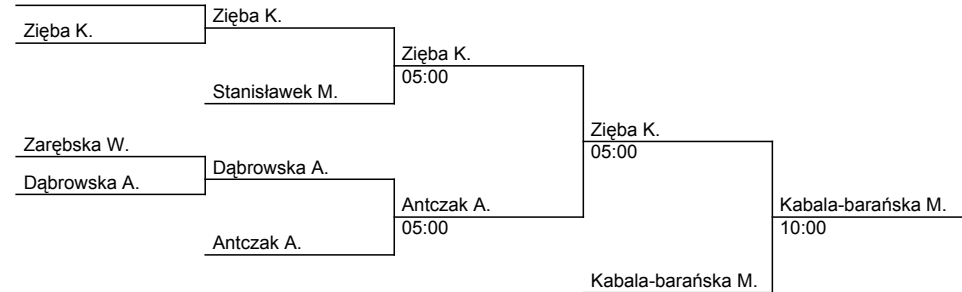 Zięba K.
Zięba K.
Zięba K.
05:00
Stanisławek M.
Zięba K.
05:00
Zarębska W.
Dąbrowska A.
Dąbrowska A.
Antczak A.
05:00
Kabala-barańska M.
10:00
Antczak A.
Kabala-barańska M.